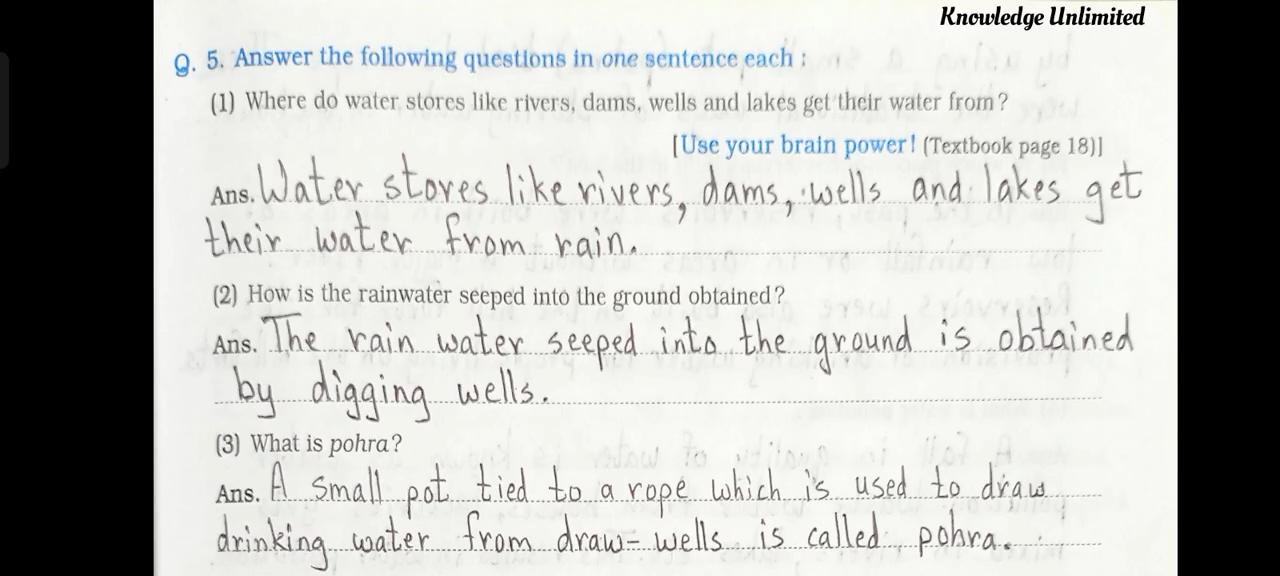 Knowledge Unlimited
Q. 5. Answer the following questions in one sentence each :
(1) Where do water stores like rivers, dams, wells and lakes get their water from?
[Use your brain power! (Textbook page 18)]
Ans. Water stores like rivers, dams, wells and lakes get
their water from rain.
(2) How is the rainwater seeped into the ground obtained?
Ans. The rain water seeped into the ground is obtained
by digging wells.
(3) What is pohra?
Ans. A small pot tied to a rope which is used to draw
drinking water from draw- wells is called pohra.